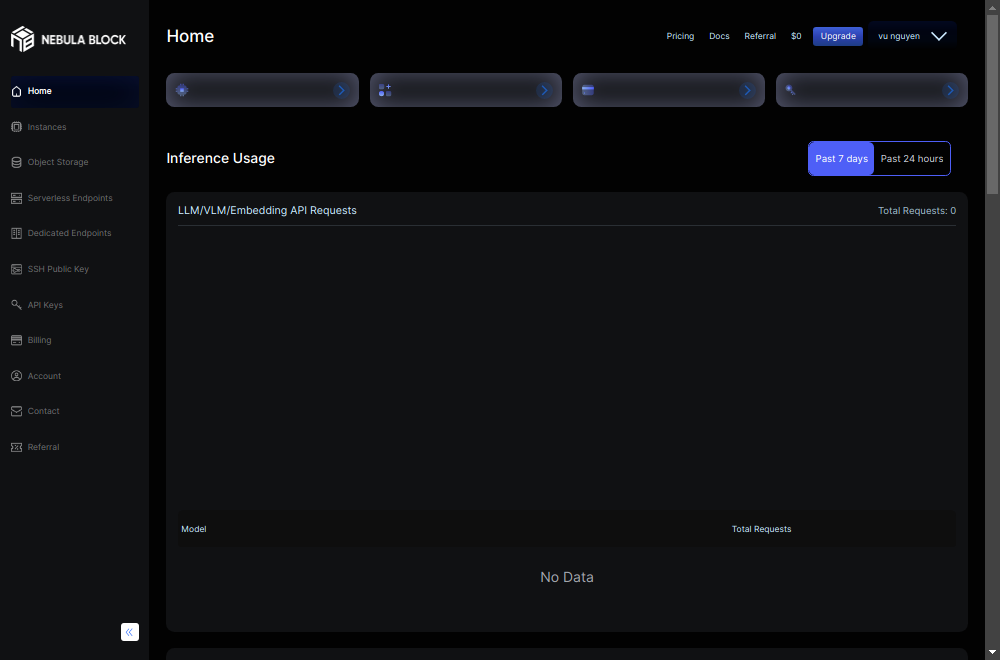 NEBULA BLOCK
Home
Pricing
Docs
Referral
$0
Upgrade
vu nguyen
Home
Instances
Object Storage
Serverless Endpoints
Dedicated Endpoints
SSH Public Key
API Keys
Billing
Account
Contact
Referral
Inference Usage
Past 7 days
Past 24 hours
LLM/VLM/Embedding API Requests
Total Requests: 0
Model
Total Requests
No Data